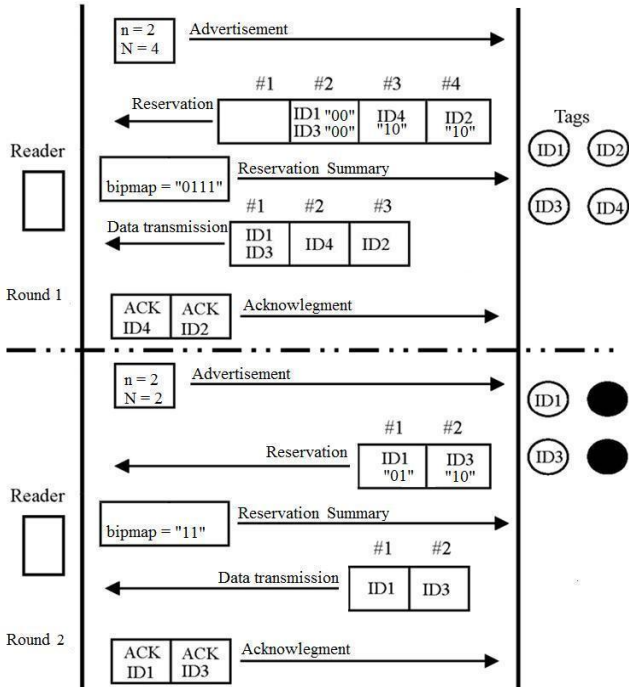 n = 2
N = 4
Advertisement
#1 #2 #3 #4
Reservation
ID1 "00" ID4 ID2
ID3 "00" "10" "10"
Tags
ID1 ID2
Reader
bipmap = "0111"
Reservation Summary
#1 #2 #3
ID3 ID4
Data transmission
ID1 ID4 ID2
ID3
Round 1
ACK ACK
ID4 ID2
Acknowlegment
n = 2
N = 2
Advertisement
ID1
#1 #2
Reservation
ID1 ID3
"01" "10"
ID3
Reader
bipmap = "11"
Reservation Summary
#1 #2
Data transmission
ID1 ID3
Round 2
ACK ACK
ID1 ID3
Acknowlegment